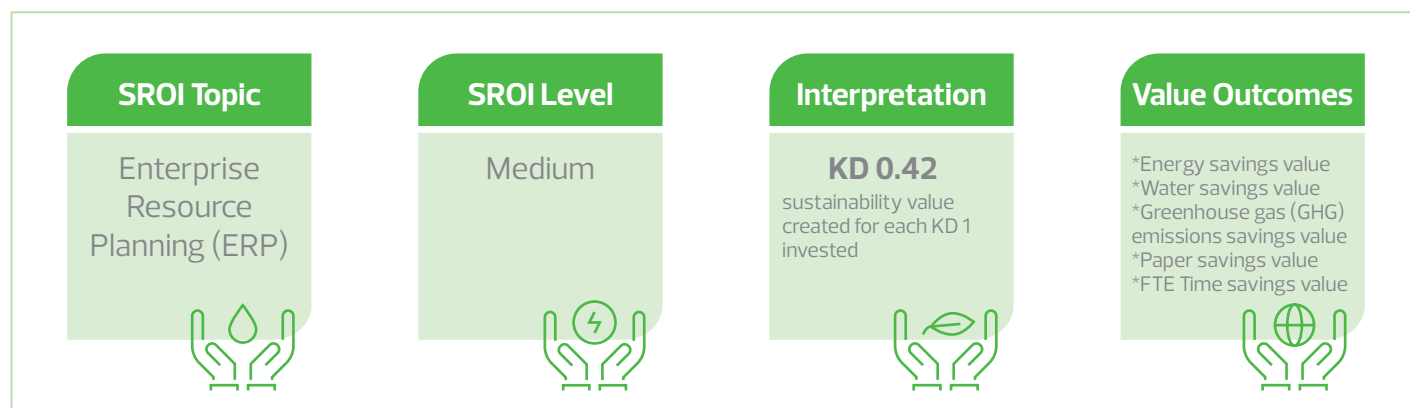 SROI Topic
Enterprise
Resource
Planning (ERP)
SROI Level
Medium
Interpretation
KD 0.42
sustainability value
created for each KD 1
invested
Value Outcomes
*Energy savings value
*Water savings value
*Greenhouse gas (GHG)
emissions savings value
*Paper savings value
*FTE Time savings value